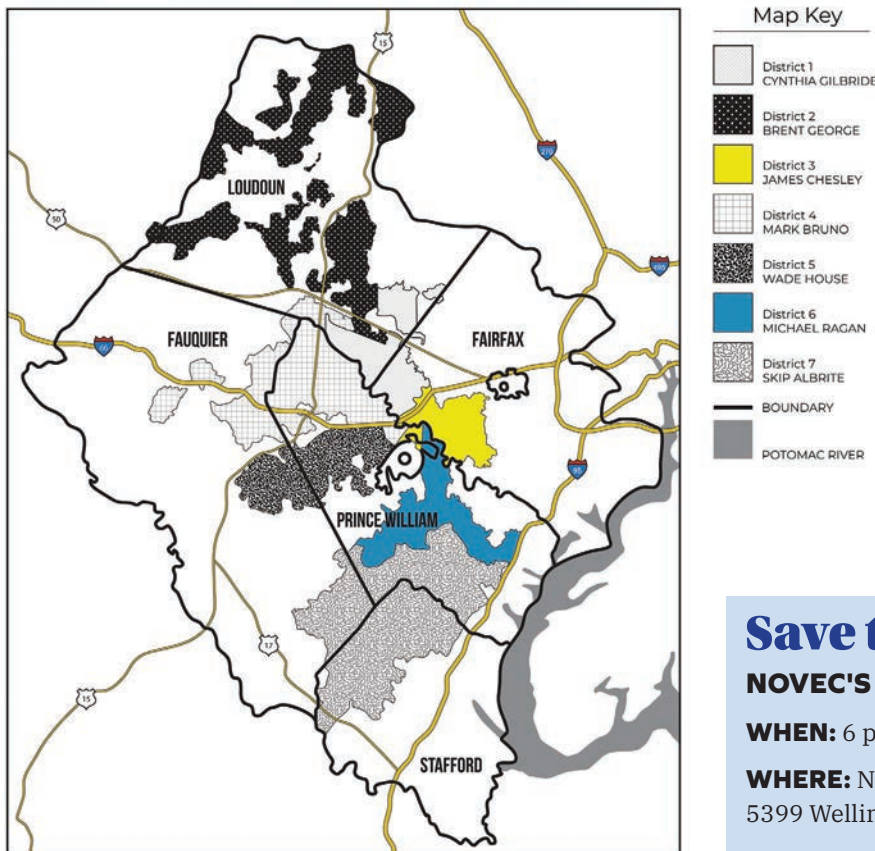 Map Key
District 1
CYNTHIA GILBRIDE
District 2
BRENT GEORGE
District 3
JAMES CHESLEY
District 4
MARK BRUNO
District 5
WADE HOUSE
District 6
MICHAEL RAGAN
District 7
SKIP ALBRITE
BOUNDARY
POTOMAC RIVER
15
270
LOUDOUN
50
495
FAUQUIER
FAIRFAX
66
95
PRINCE WILLIAM
17
15
STAFFORD
Save t
NOVEC'S
WHEN: 6 p
WHERE: N
5399 Wellin